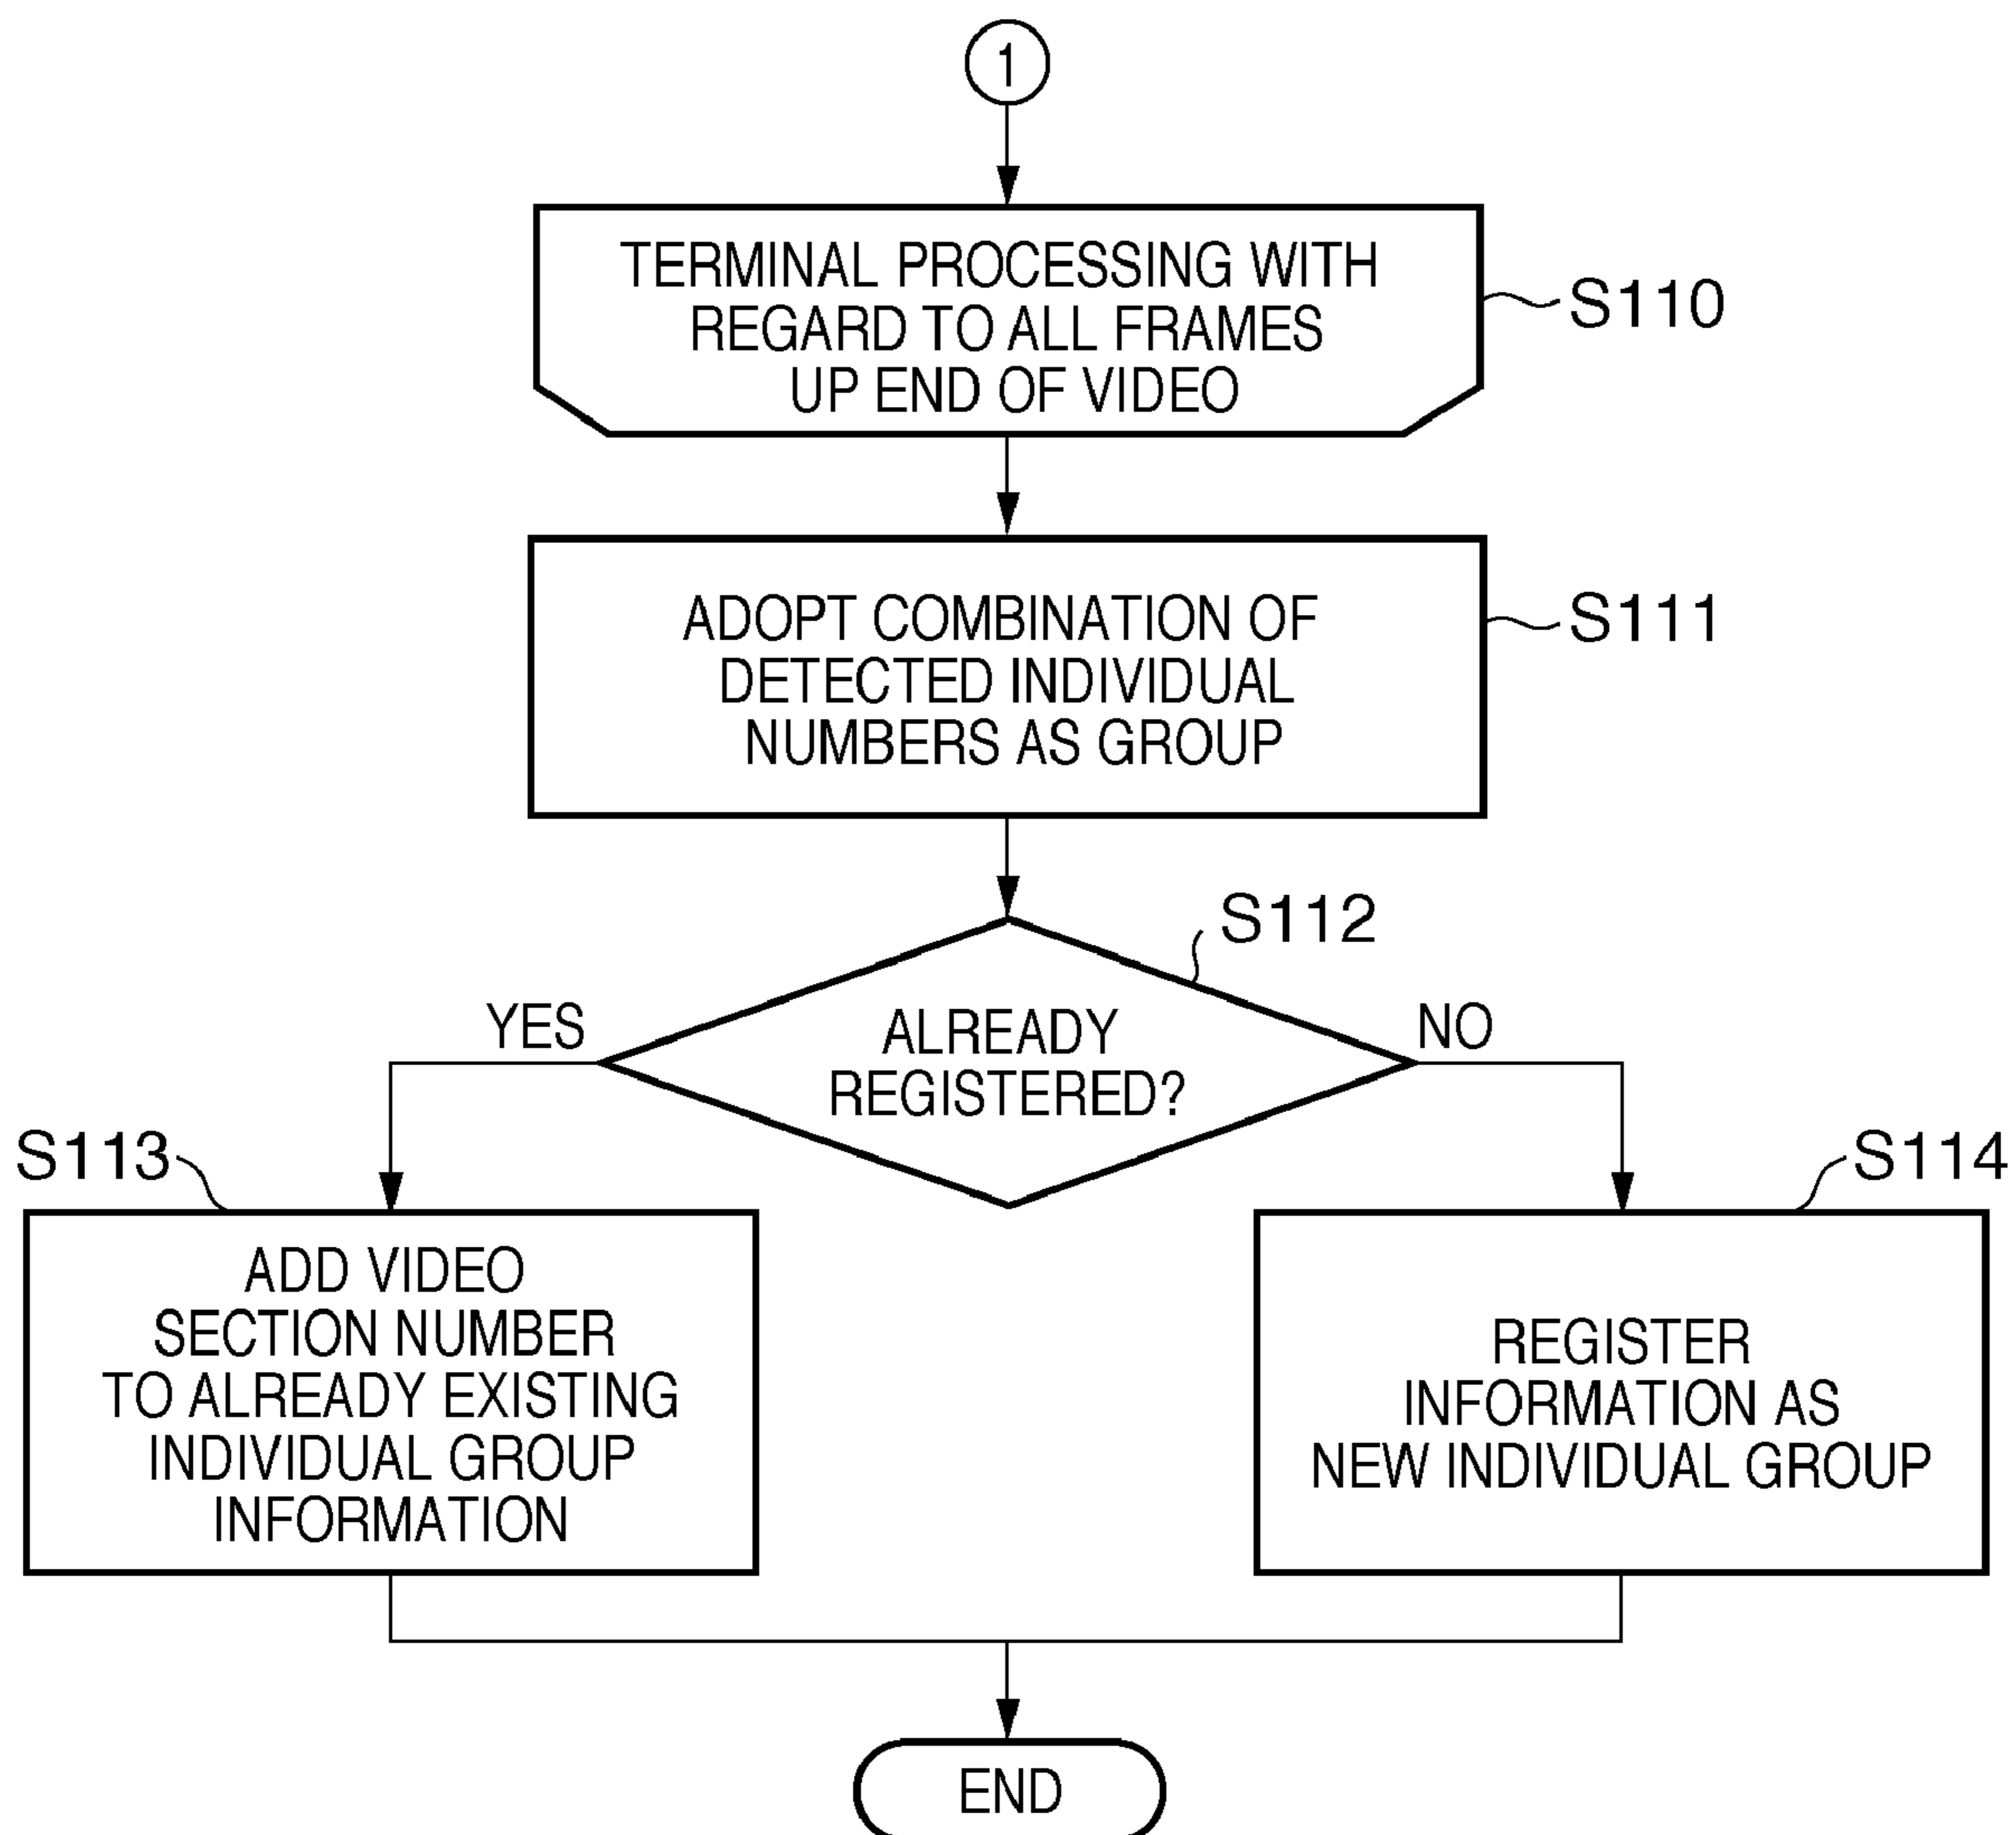 1
TERMINAL PROCESSING WITH
REGARD TO ALL FRAMES
UP END OF VIDEO
S110
ADOPT COMBINATION OF
DETECTED INDIVIDUAL
NUMBERS AS GROUP
S111
S112
ALREADY
REGISTERED?
YES
NO
S113
ADD VIDEO
SECTION NUMBER
TO ALREADY EXISTING
INDIVIDUAL GROUP
INFORMATION
S114
REGISTER
INFORMATION AS
NEW INDIVIDUAL GROUP
END